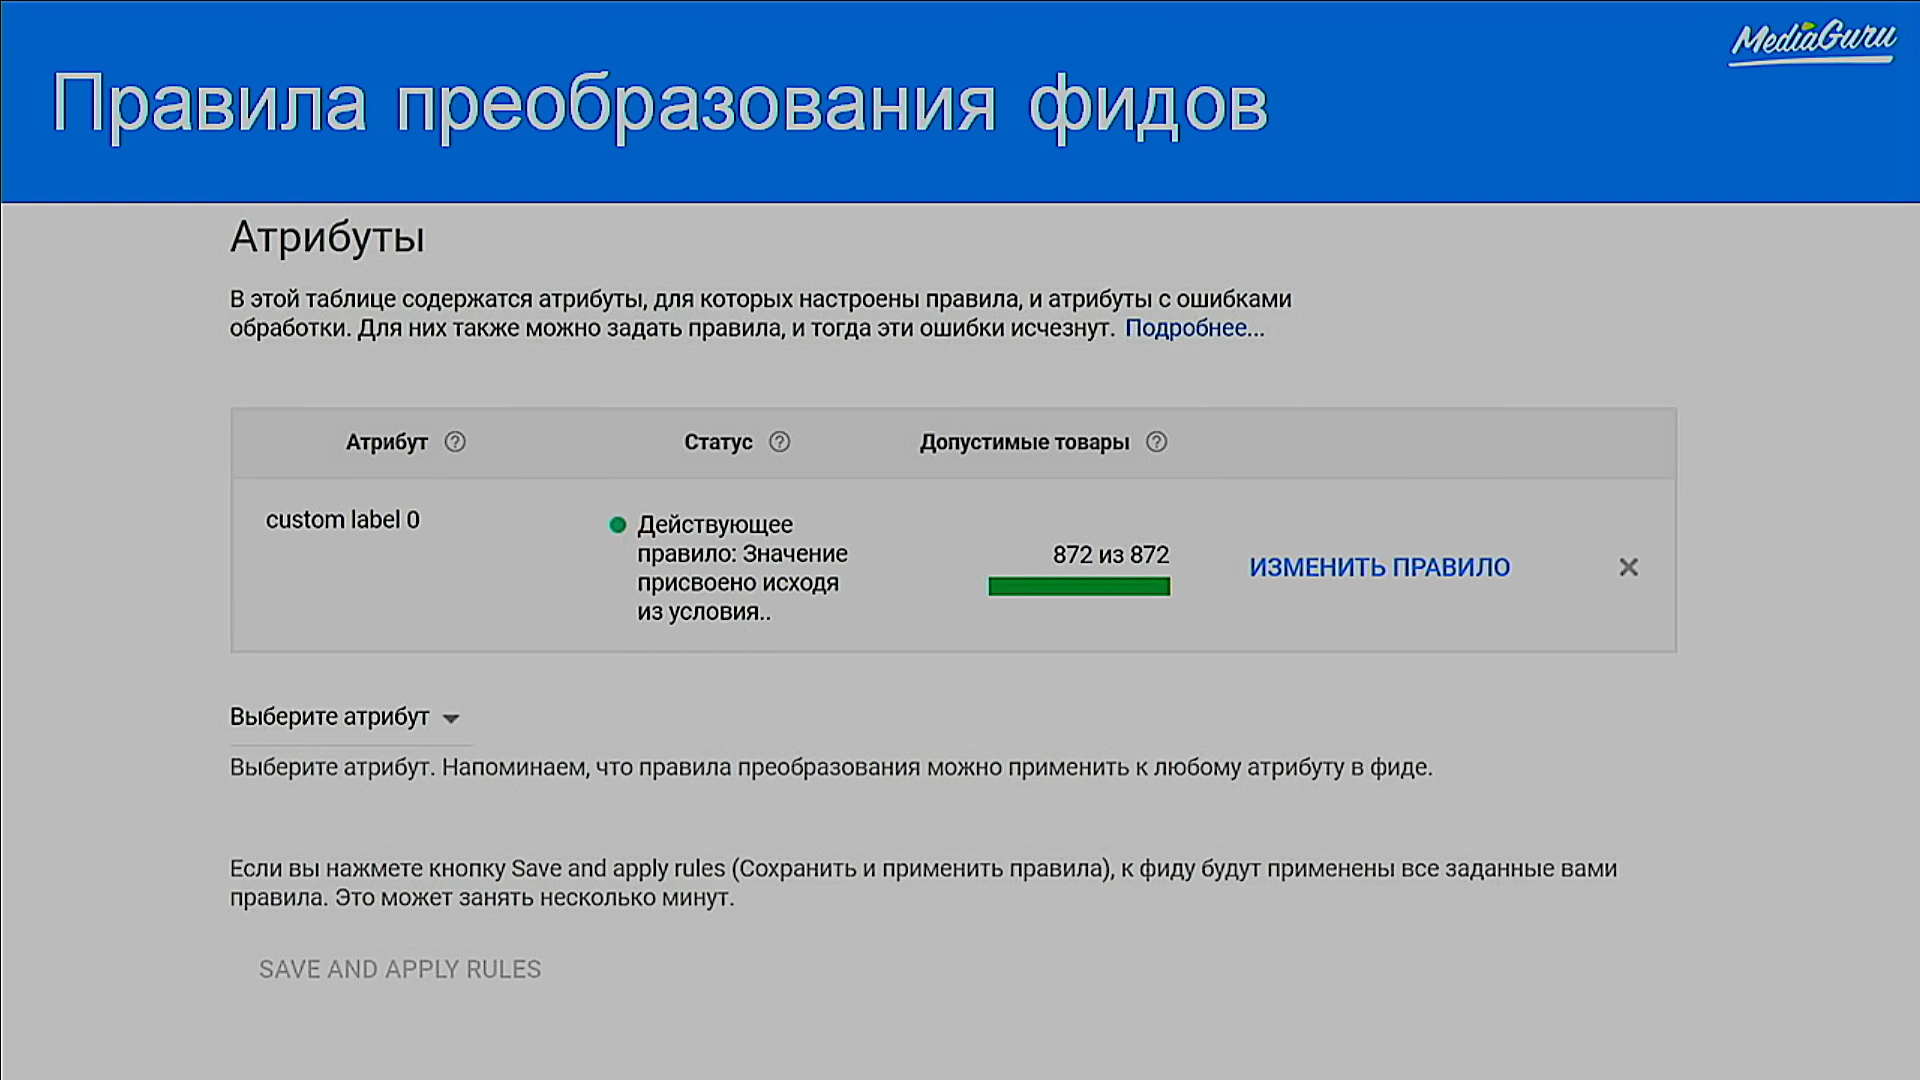 MediaGuru
Правила преобразования фидов
Атрибуты
В этой таблице содержатся атрибуты, для которых настроены правила, и атрибуты с ошибками
обработки. Для них также можно задать правила, и тогда эти ошибки исчезнут. Подробнее...
Атрибут ? Статус ? Допустимые товары ?
custom label 0
Действующее
правило: Значение
присвоено исходя
из условия..
872 из 872
ИЗМЕНИТЬ ПРАВИЛО
Выберите атрибут
Выберите атрибут. Напоминаем, что правила преобразования можно применить к любому атрибуту в фиде.
Если вы нажмете кнопку Save and apply rules (Сохранить и применить правила), к фиду будут применены все заданные вами
правила. Это может занять несколько минут.
SAVE AND APPLY RULES